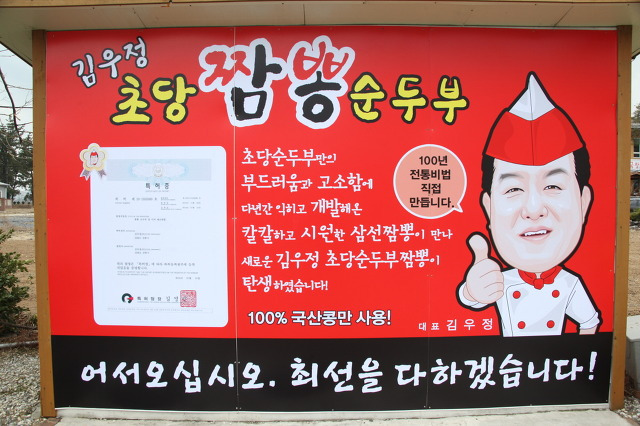 김우정
초당 짬뽕 순두부
특허증
초당순두부만의
부드러움과 고소함에
다년간 익히고 개발해온
칼칼하고 시원한 삼선짬뽕이 만나
새로운 김우정 초당순두부짬뽕이
탄생하였습니다!
100% 국산콩만 사용!
100년
전통비법
직접
만듭니다.
대표 김우정
어서오십시오. 최선을 다하겠습니다!